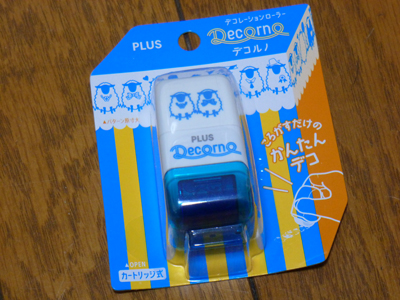 PLUS
デコレーションローラー
Decorno
デコルノ
PLUS
Decorno
ころがすだけの
かんたん
デコ
▲OPEN
カートリッジ式